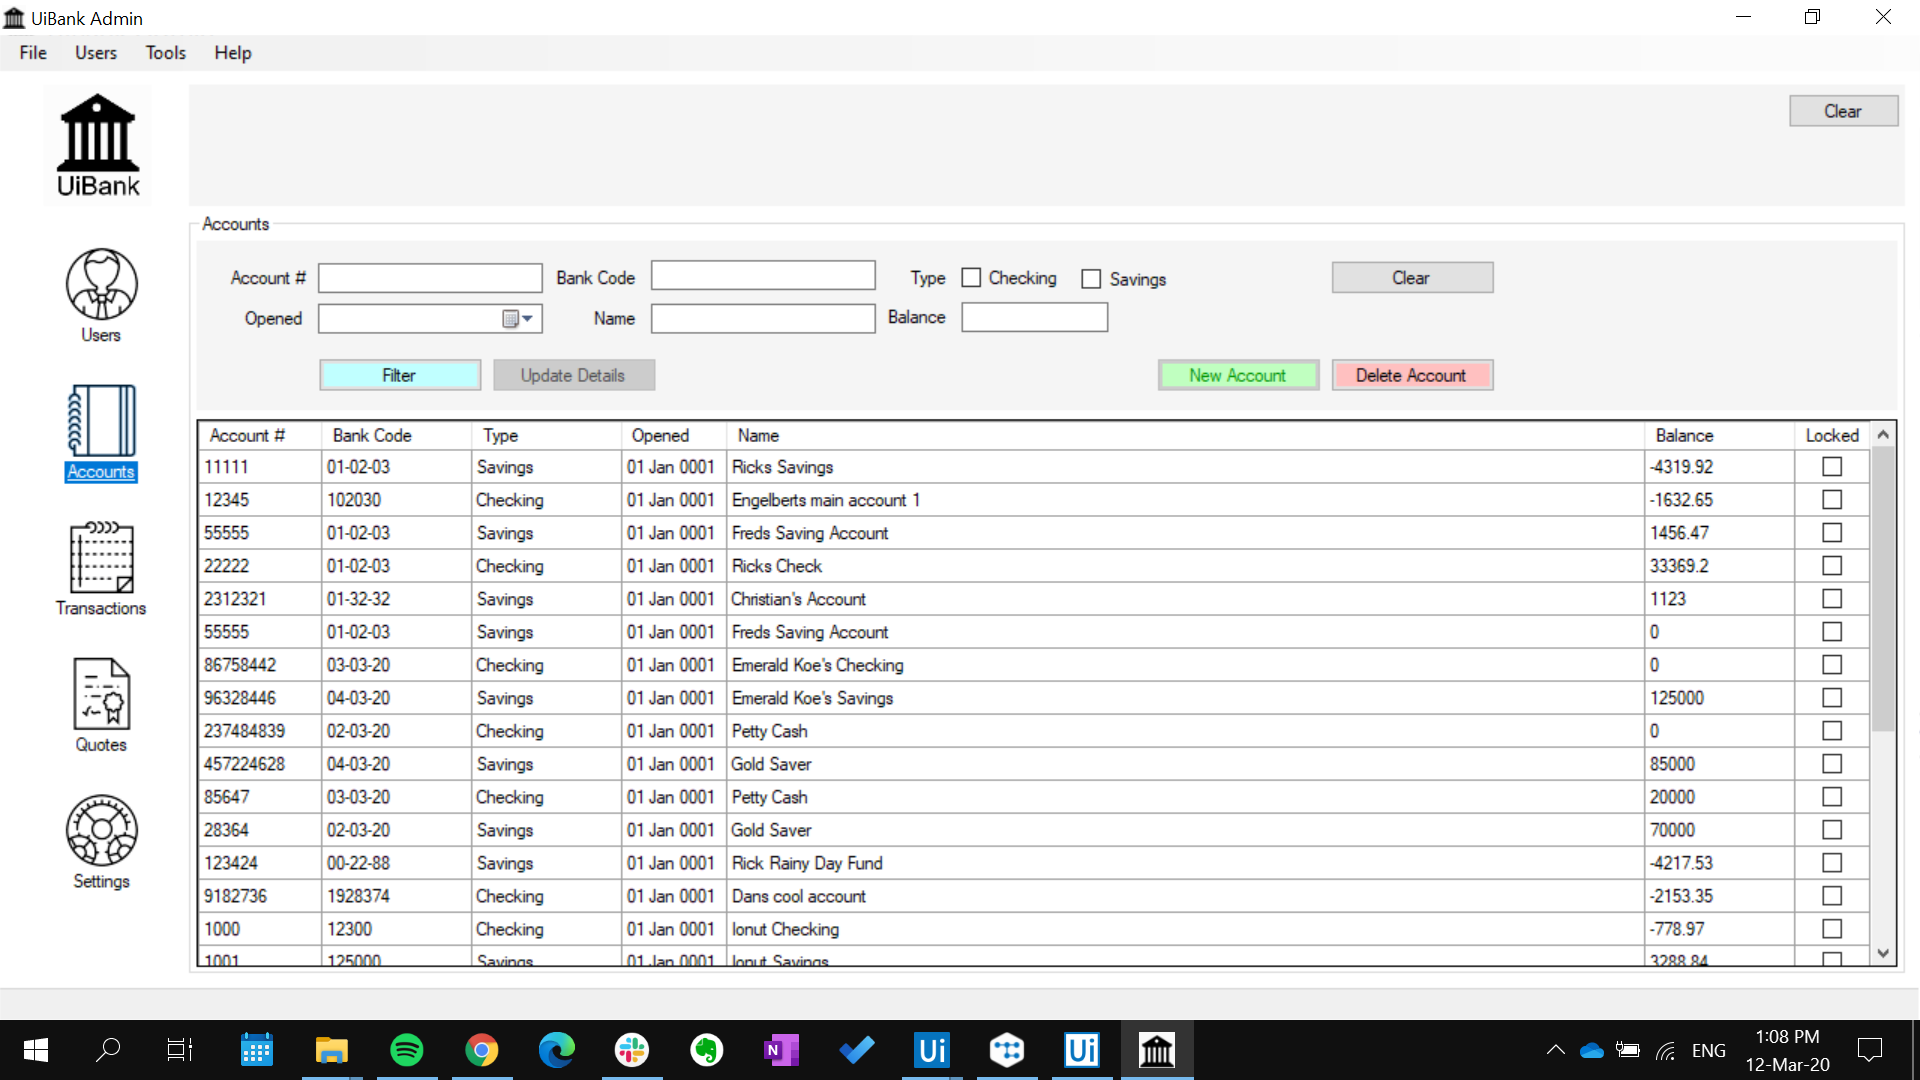 UiBank Admin
File Users Tools Help
Clear
UiBank
Accounts
Account # Bank Code Type Checking Savings Clear
Opened Name Balance
Filter Update Details New Account Delete Account
Users
Accounts
Transactions
Quotes
Settings
Account # Bank Code Type Opened Name Balance Locked
11111 01-02-03 Savings 01 Jan 0001 Ricks Savings -4319.92
12345 102030 Checking 01 Jan 0001 Engelberts main account 1 -1632.65
55555 01-02-03 Savings 01 Jan 0001 Freds Saving Account 1456.47
22222 01-02-03 Checking 01 Jan 0001 Ricks Check 33369.2
2312321 01-32-32 Savings 01 Jan 0001 Christian's Account 1123
55555 01-02-03 Savings 01 Jan 0001 Freds Saving Account 0
86758442 03-03-20 Checking 01 Jan 0001 Emerald Koe's Checking 0
96328446 04-03-20 Savings 01 Jan 0001 Emerald Koe's Savings 125000
237484839 02-03-20 Checking 01 Jan 0001 Petty Cash 0
457224628 04-03-20 Savings 01 Jan 0001 Gold Saver 85000
85647 03-03-20 Checking 01 Jan 0001 Petty Cash 20000
28364 02-03-20 Savings 01 Jan 0001 Gold Saver 70000
123424 00-22-88 Savings 01 Jan 0001 Rick Rainy Day Fund -4217.53
9182736 1928374 Checking 01 Jan 0001 Dans cool account -2153.35
1000 12300 Checking 01 Jan 0001 Ionut Checking -778.97
1001 125000 Savings 01 Jan 0001 Ionut Savings 3288.84
N Ui Ui ENG 1:08 PM
12-Mar-20